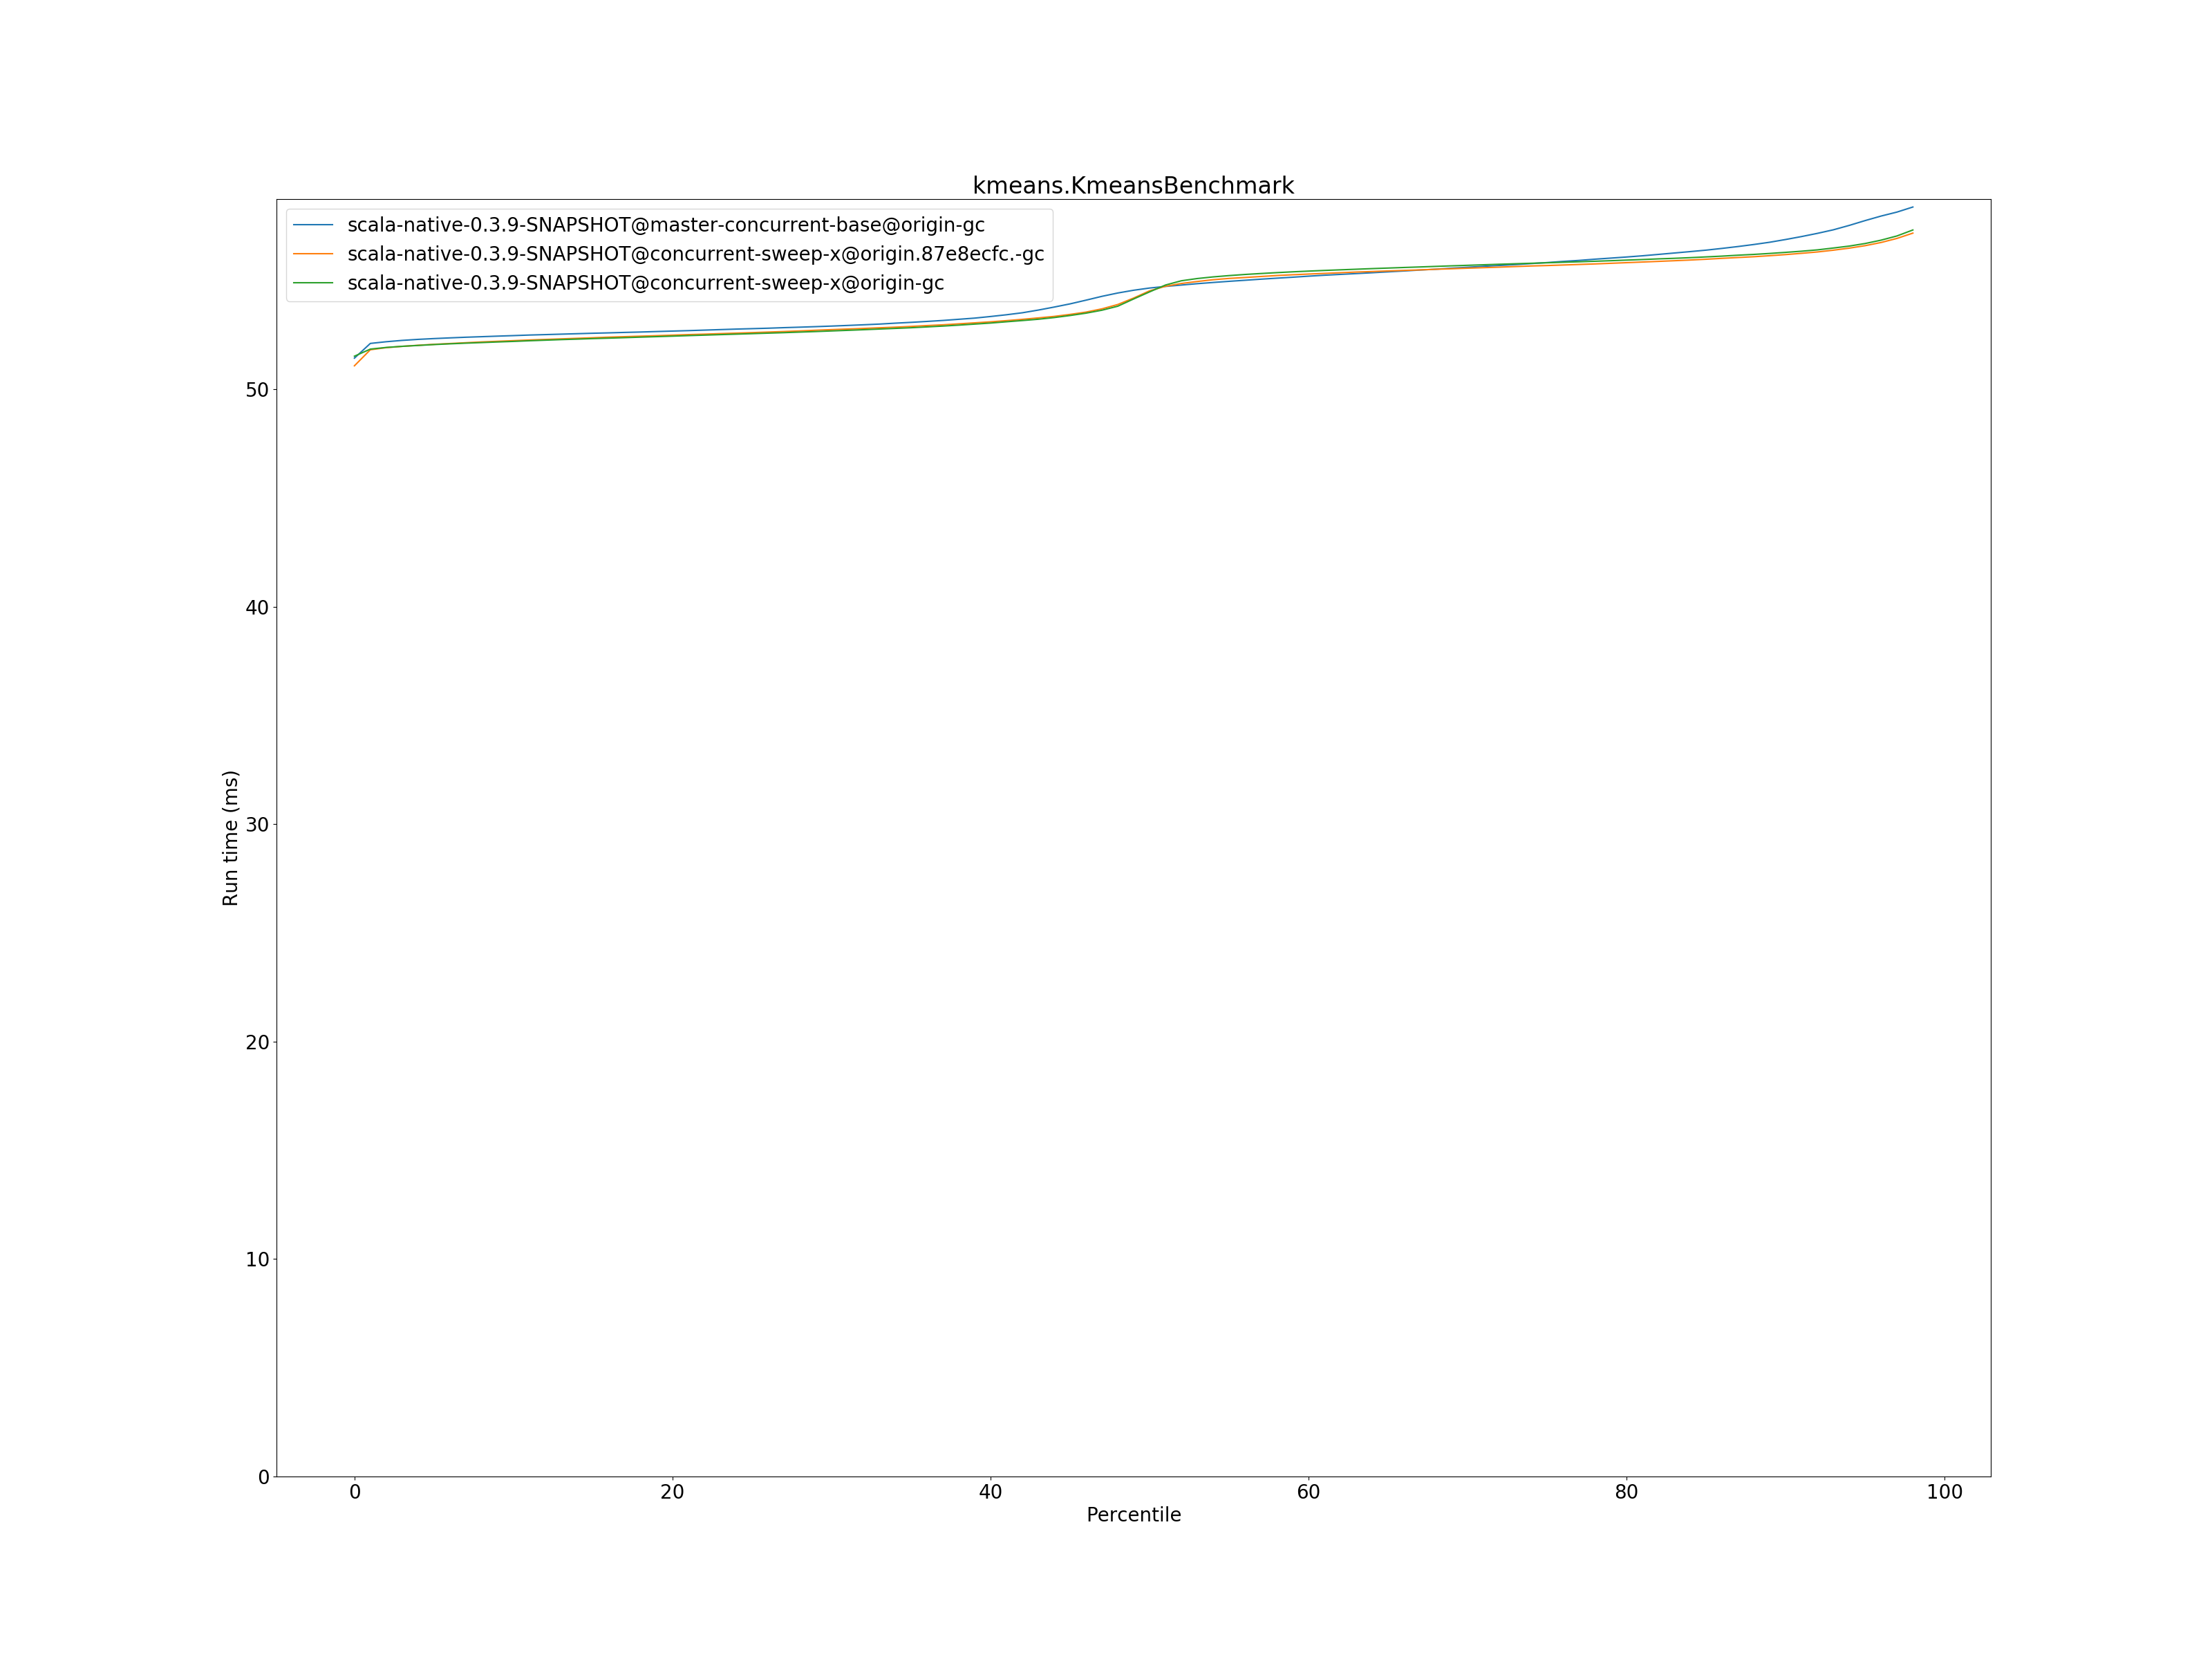 kmeans.KmeansBenchmark
scala-native-0.3.9-SNAPSHOT@master-concurrent-base@origin-gc
scala-native-0.3.9-SNAPSHOT@concurrent-sweep-x@origin.87e8ecfc.-gc
scala-native-0.3.9-SNAPSHOT@concurrent-sweep-x@origin-gc
Run time (ms)
50
40
30
20
10
0
0 20 40 60 80 100
Percentile